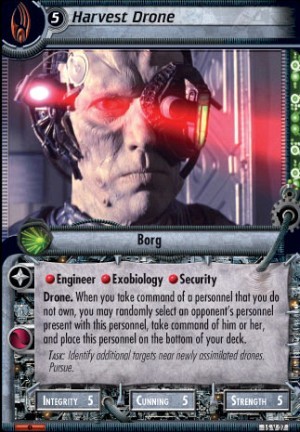 5 Harvest Drone
Borg
Engineer Exobiology Security
Drone. When you take command of a personnel that you do
not own, you may randomly select an opponent's personnel
present with this personnel, take command of him or her,
and place this personnel on the bottom of your deck.
TASK: Identify additional targets near newly assimilated drones.
Pursue.
INTEGRITY 5 CUNNING 5 STRENGTH 5